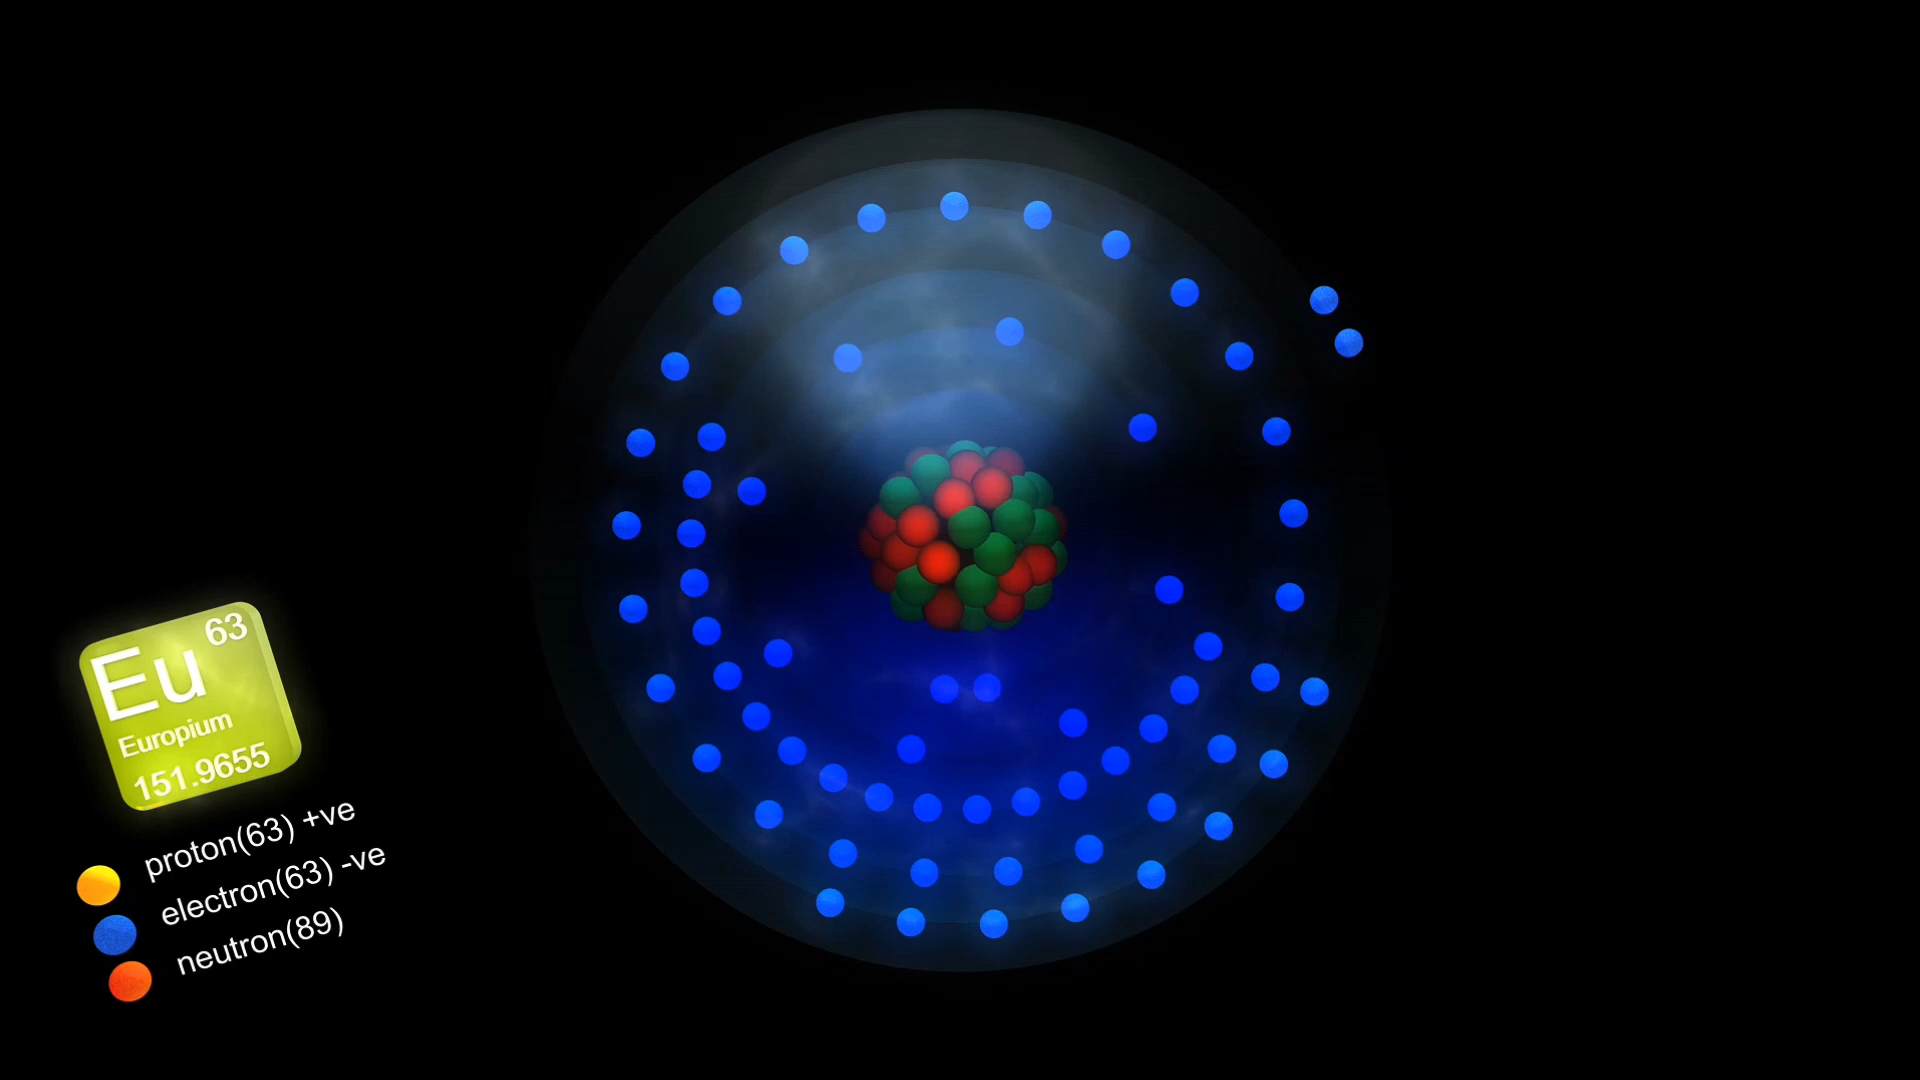 63
Eu
Europium
151.9655
proton(63) +ve
electron(63) -ve
neutron(89)